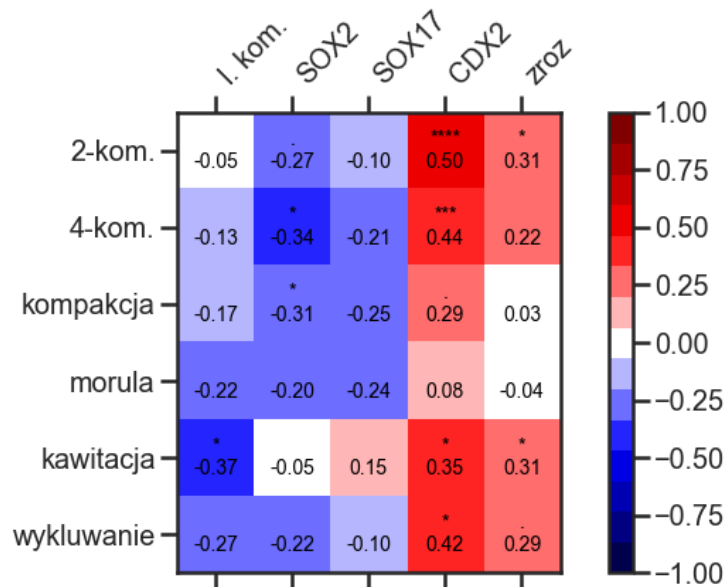 l. kom. SOX2 SOX17 CDX2 zroz
2-kom. -0.05 . -0.27 -0.10 **** 0.50 * 0.31
4-kom. -0.13 * -0.34 -0.21 *** 0.44 0.22
kompakcja -0.17 * -0.31 -0.25 . 0.29 0.03
morula -0.22 -0.20 -0.24 0.08 -0.04
kawitacja * -0.37 -0.05 0.15 * 0.35 * 0.31
wykluwanie -0.27 -0.22 -0.10 * 0.42 . 0.29
1.00
0.75
0.50
0.25
0.00
−0.25
−0.50
−0.75
−1.00